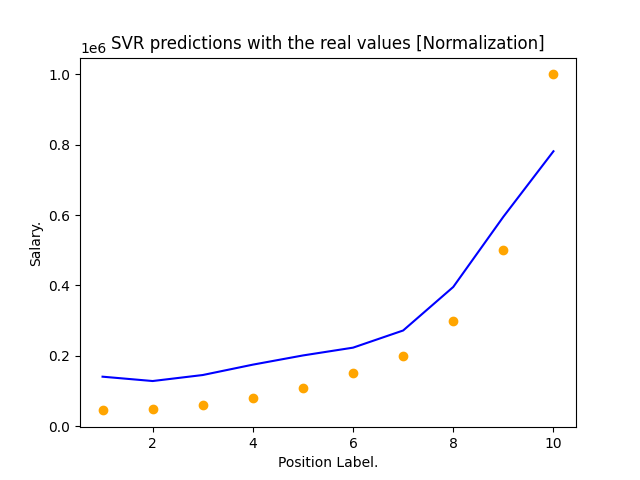 SVR predictions with the real values [Normalization]
1e6
1.0
0.8
0.6
0.4
0.2
0.0
Salary.
2 4 6 8 10
Position Label.